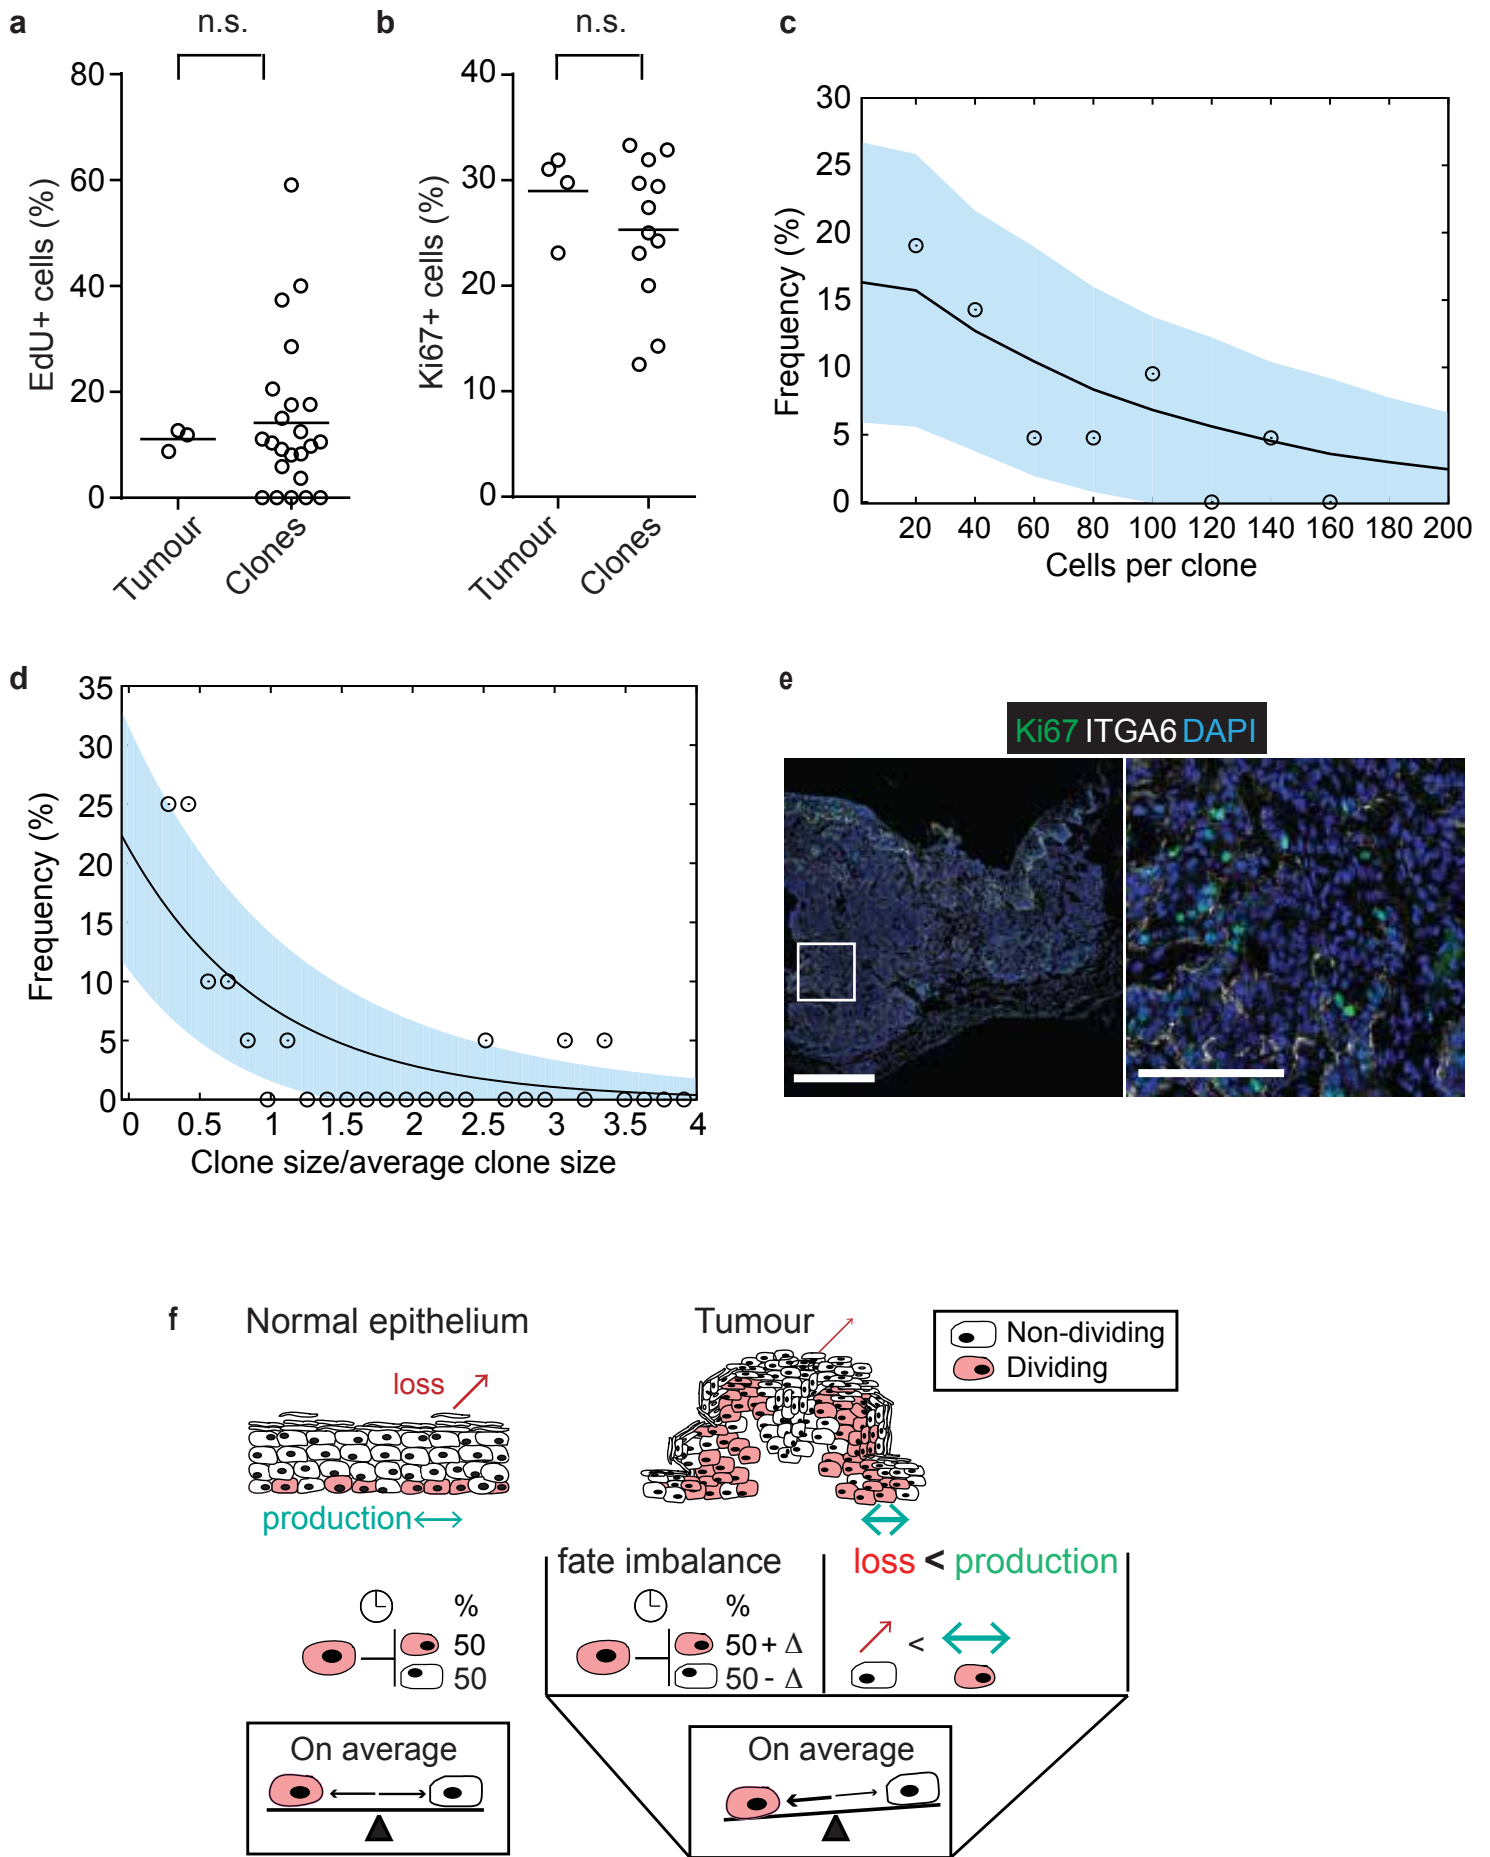 a
n.s.
80
60
40
20
0
EdU+ cells (%)
Tumour
Clones
b
n.s.
40
30
20
10
0
Ki67+ cells (%)
Tumour
Clones
c
30
25
20
15
10
5
0
Frequency (%)
20 40 60 80 100 120 140 160 180 200
Cells per clone
d
35
30
25
20
15
10
5
0
Frequency (%)
0 0.5 1 1.5 2 2.5 3 3.5 4
Clone size/average clone size
e
Ki67 ITGA6 DAPI
f
Normal epithelium
loss
production
%
50
50
On average
Tumour
Non-dividing
Dividing
fate imbalance
%
50 + Δ
50 - Δ
loss < production
<
On average